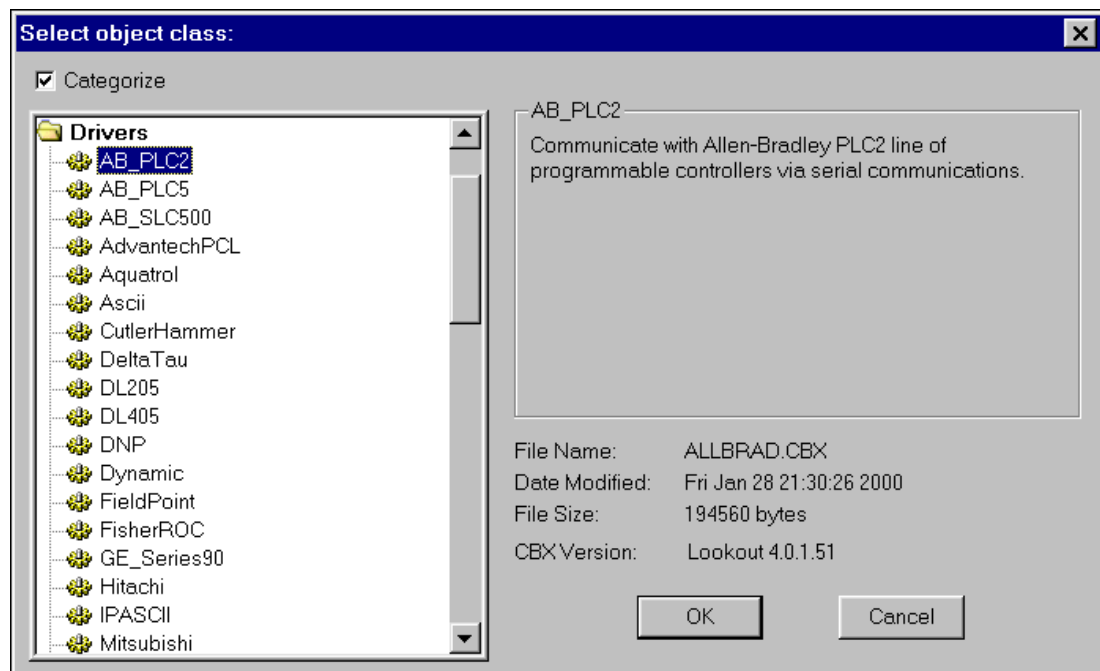 Select object class:
Categorize
Drivers
AB_PLC2
AB_PLC5
AB_SLC500
AdvantechPCL
Aquatrol
Ascii
CutlerHammer
DeltaTau
DL205
DL405
DNP
Dynamic
FieldPoint
FisherROC
GE_Series90
Hitachi
IPASCII
Mitsubishi
AB_PLC2
Communicate with Allen-Bradley PLC2 line of
programmable controllers via serial communications.
File Name: ALLBRAD.CBX
Date Modified: Fri Jan 28 21:30:26 2000
File Size: 194560 bytes
CBX Version: Lookout 4.0.1.51
OK Cancel